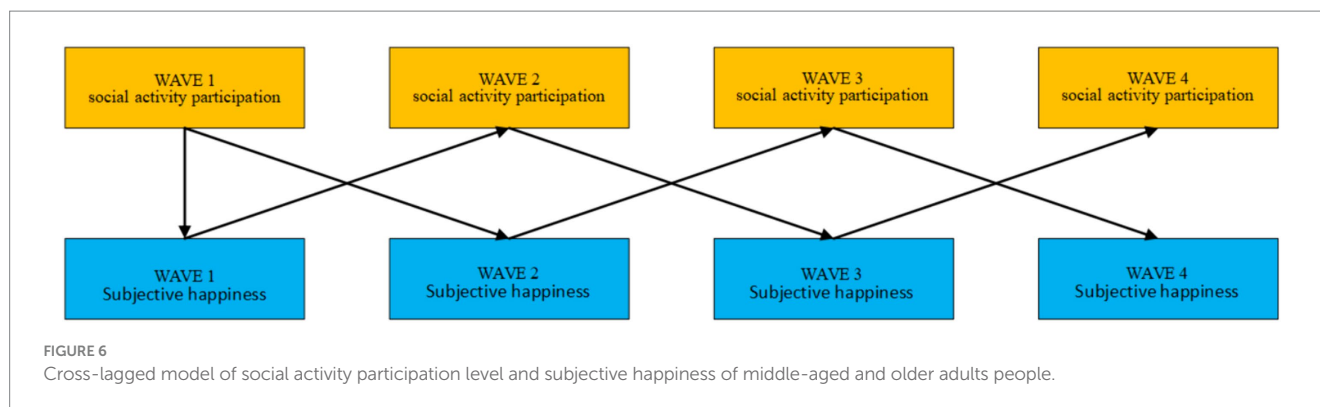 WAVE 1
social activity participation
WAVE 2
social activity participation
WAVE 3
social activity participation
WAVE 4
social activity participation
WAVE 1
Subjective happiness
WAVE 2
Subjective happiness
WAVE 3
Subjective happiness
WAVE 4
Subjective happiness
FIGURE 6
Cross-lagged model of social activity participation level and subjective happiness of middle-aged and older adults people.